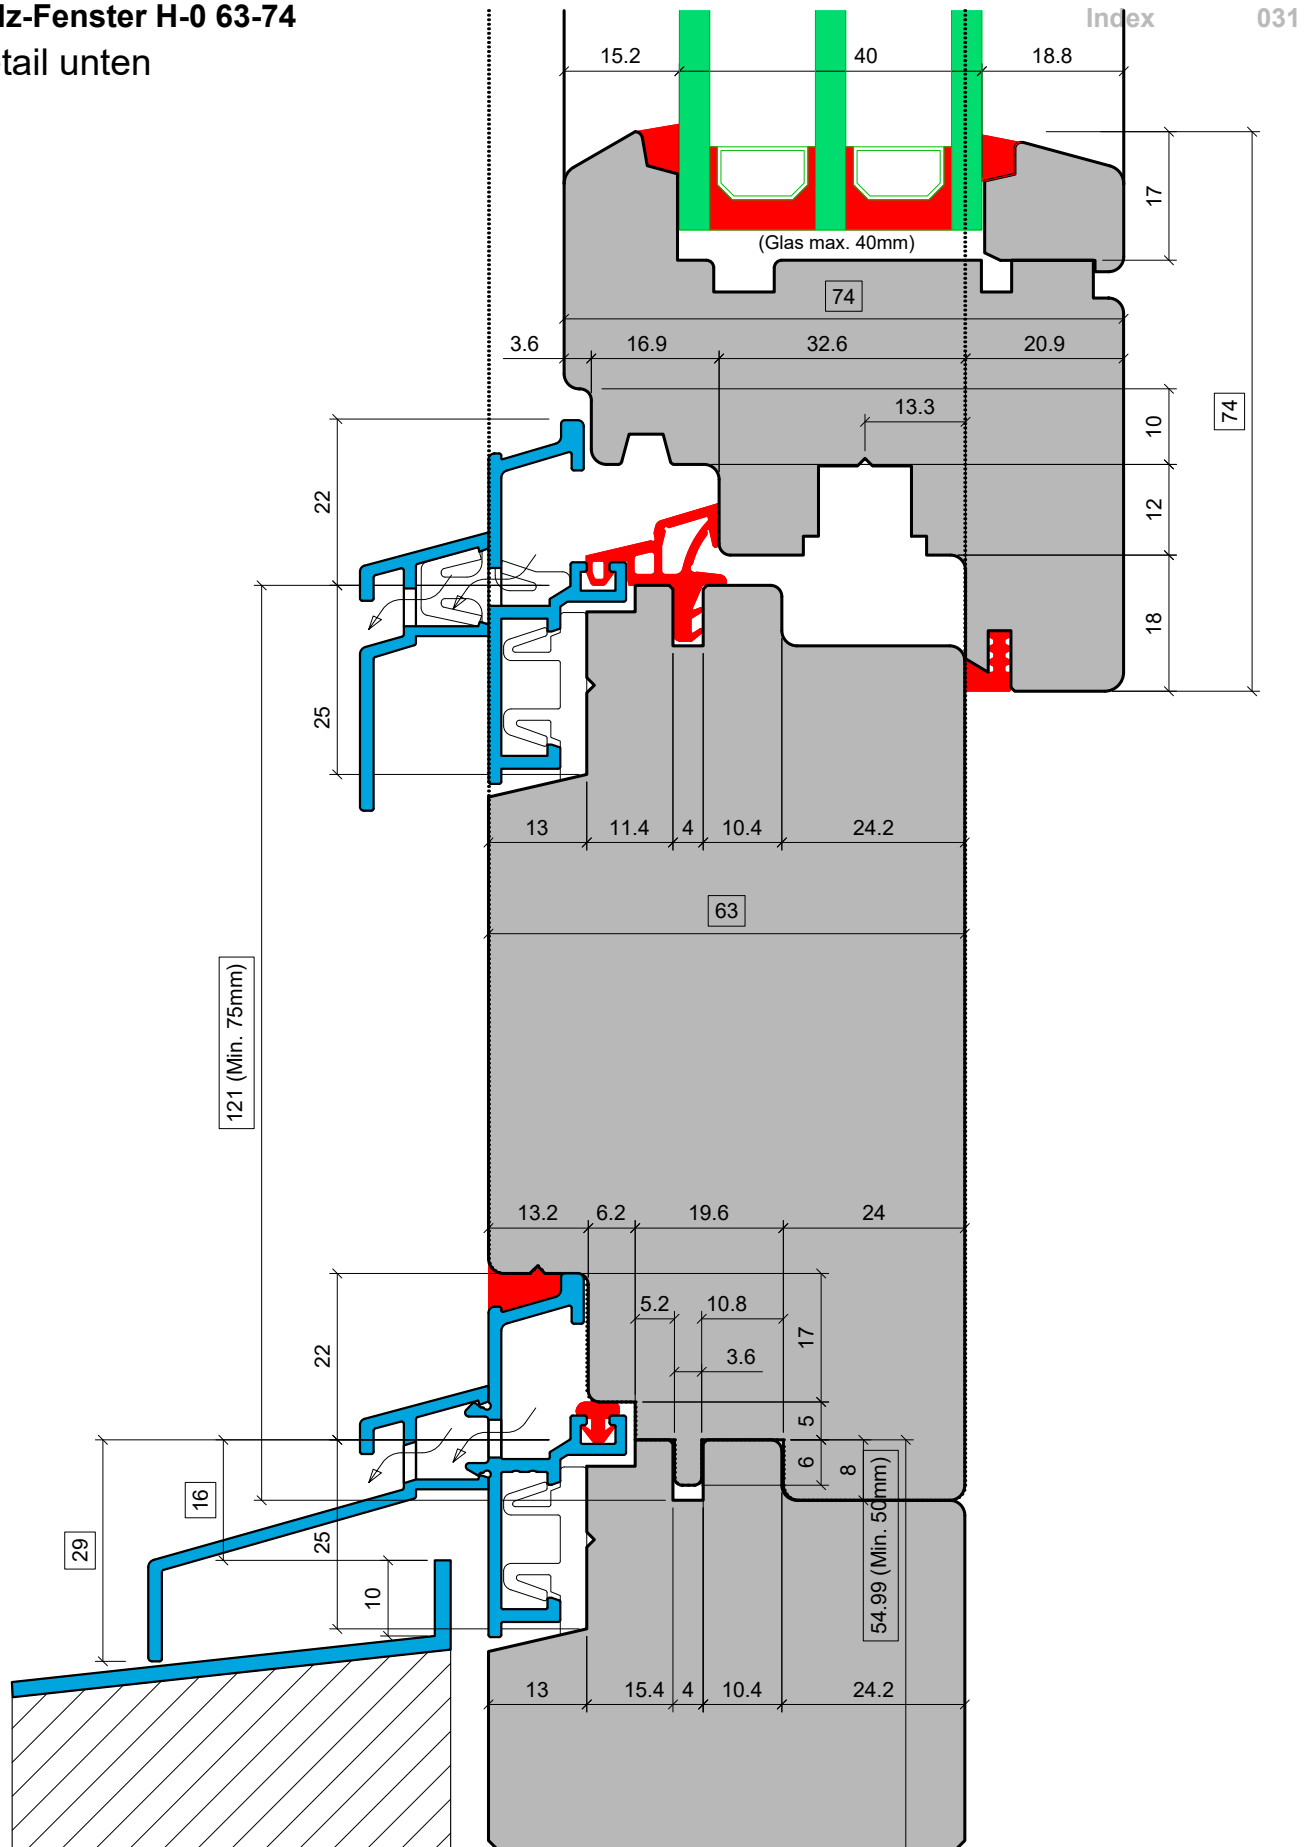 lz-Fenster H-0 63-74
Index 031
tail unten
15.2 40 18.8
17
(Glas max. 40mm)
74
3.6 16.9 32.6 20.9
13.3
10
74
22
12
18
25
13 11.4 4 10.4 24.2
63
121 (Min. 75mm)
13.2 6.2 19.6 24
5.2 10.8
17
22
3.6
5
6
8
16
29
25
54.99 (Min. 50mm)
10
13 15.4 4 10.4 24.2